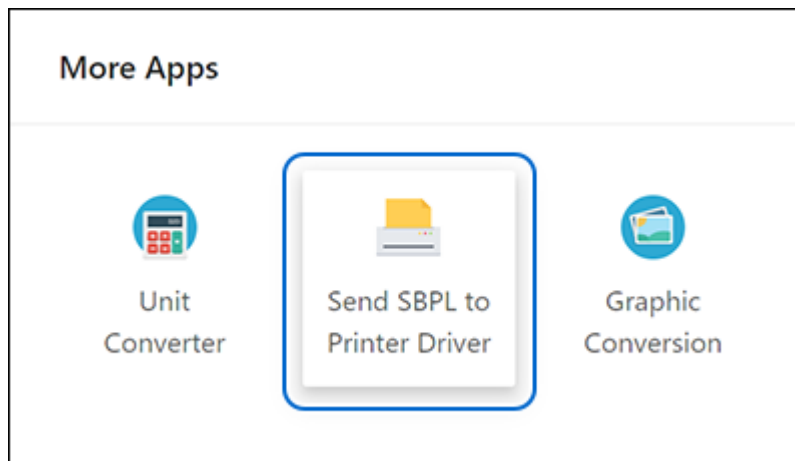 More Apps
Unit
Converter
Send SBPL to
Printer Driver
Graphic
Conversion